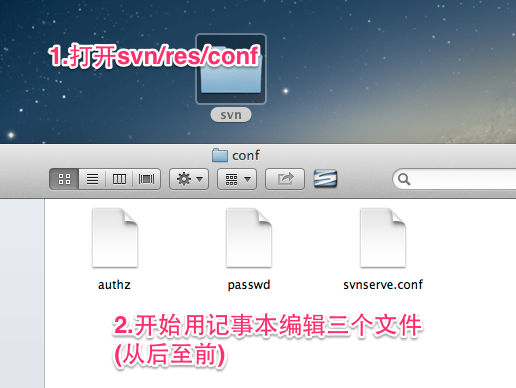 1.打开svn/res/conf
svn
conf
authz
passwd
svnserve.conf
2.开始用记事本编辑三个文件
(从后至前)